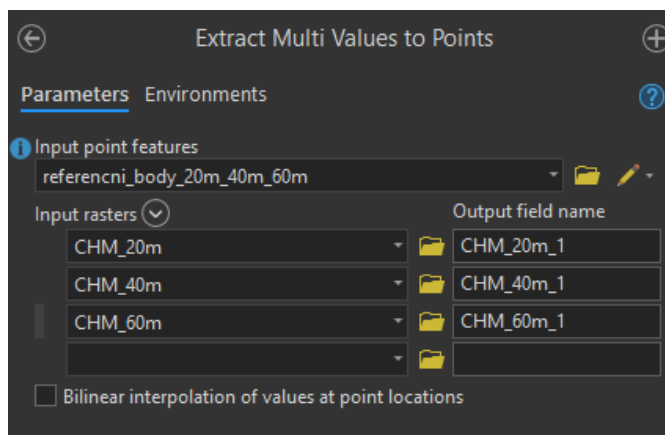 Extract Multi Values to Points
Parameters Environments
Input point features
referencni_body_20m_40m_60m
Input rasters Output field name
CHM_20m CHM_20m_1
CHM_40m CHM_40m_1
CHM_60m CHM_60m_1
Bilinear interpolation of values at point locations